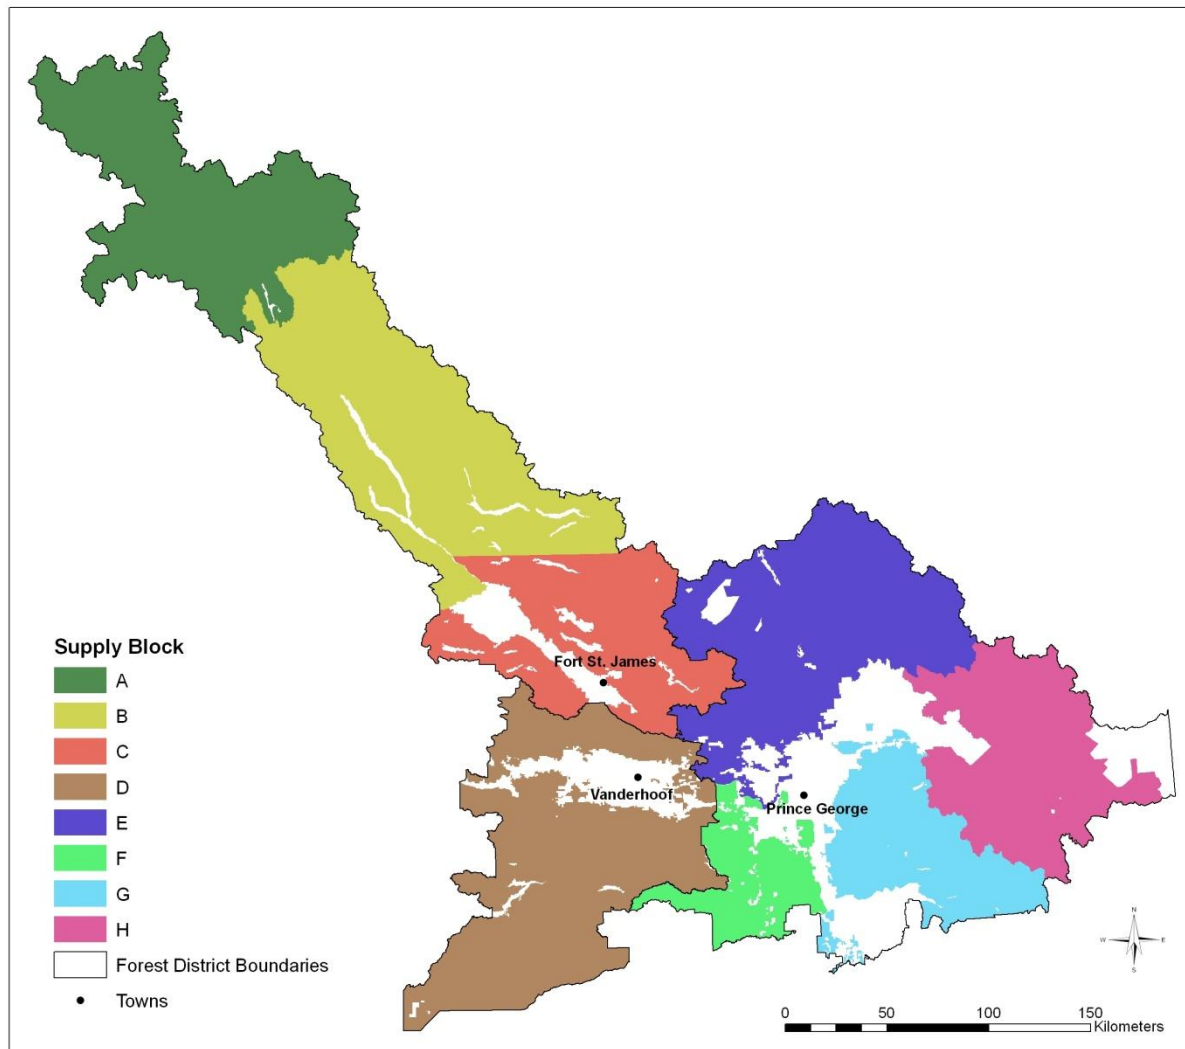 Fort St. James
Vanderhoof
Prince George
Supply Block
A
B
C
D
E
F
G
H
Forest District Boundaries
Towns
N
W E
S
0 50 100 150
Kilometers